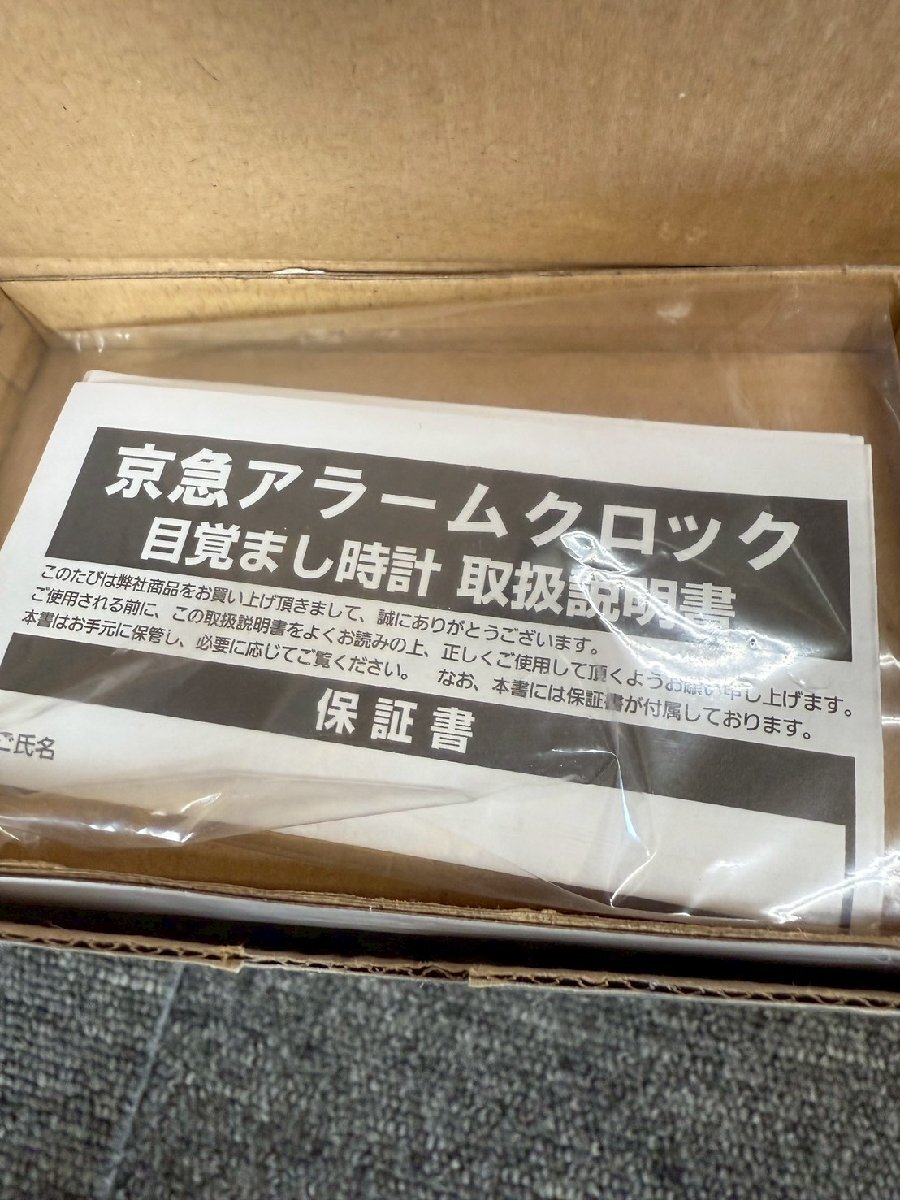 京急アラームクロック
目覚まし時計 取扱説明書
このたびは弊社商品をお買い上げ頂きまして、誠にありがとうございます。
ご使用される前に、この取扱説明書をよくお読みの上、正しくご使用して頂くようお願い申し上げます。
本書はお手元に保管し、必要に応じてご覧ください。 なお、本書には保証書が付属しております。
保証書
ご氏名